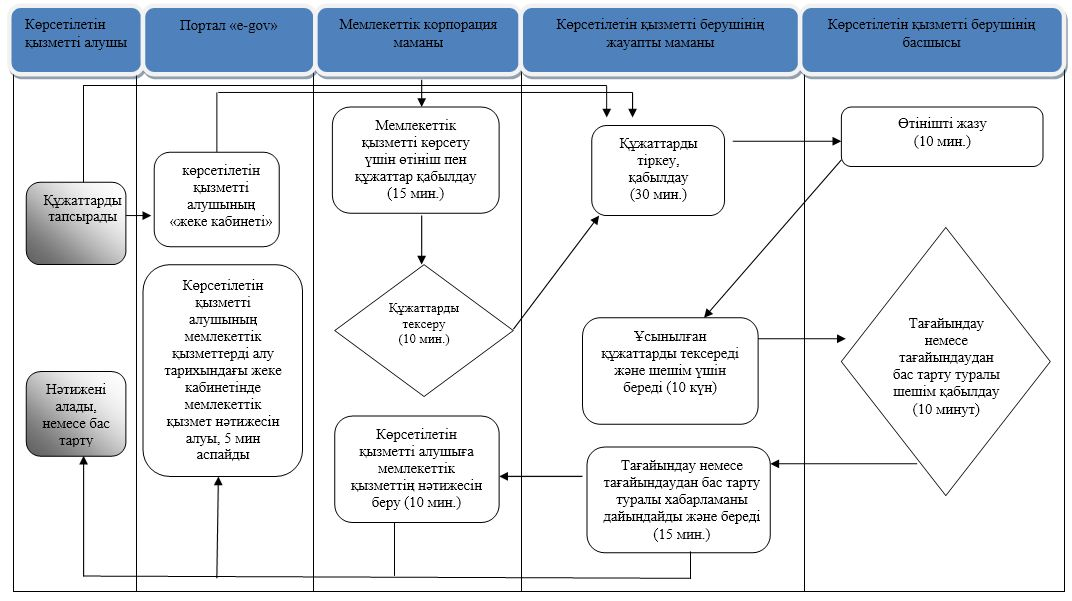 Көрсетілетін
қызметті алушы
Портал «e-gov»
Мемлекеттік корпорация
маманы
Көрсетілетін қызметті берушінің
жауапты маманы
Көрсетілетін қызметті берушінің
басшысы
Құжаттарды
тапсырады
көрсетілетін
қызметті
алушының
«жеке кабинеті»
Мемлекеттік
қызметті көрсету
үшін өтініш пен
құжаттар қабылдау
(15 мин.)
Құжаттарды
тіркеу,
қабылдау
(30 мин.)
Өтінішті жазу
(10 мин.)
Құжаттарды
тексеру
(10 мин.)
Ұсынылған
құжаттарды тексереді
және шешім үшін
береді (10 күн)
Тағайындау
немесе
тағайындаудан
бас тарту туралы
шешім қабылдау
(10 минут)
Көрсетілетін
қызметті
алушының
мемлекеттік
қызметтерді алу
тарихындағы жеке
кабинетінде
мемлекеттік
қызмет нәтижесін
алуы, 5 мин
аспайды
Нәтижені
алады,
немесе бас
тарту
Көрсетілетін
қызметті алушыға
мемлекеттік
қызметтің нәтижесін
беру (10 мин.)
Тағайындау немесе
тағайындаудан бас тарту
туралы хабарламаны
дайындайды және береді
(15 мин.)